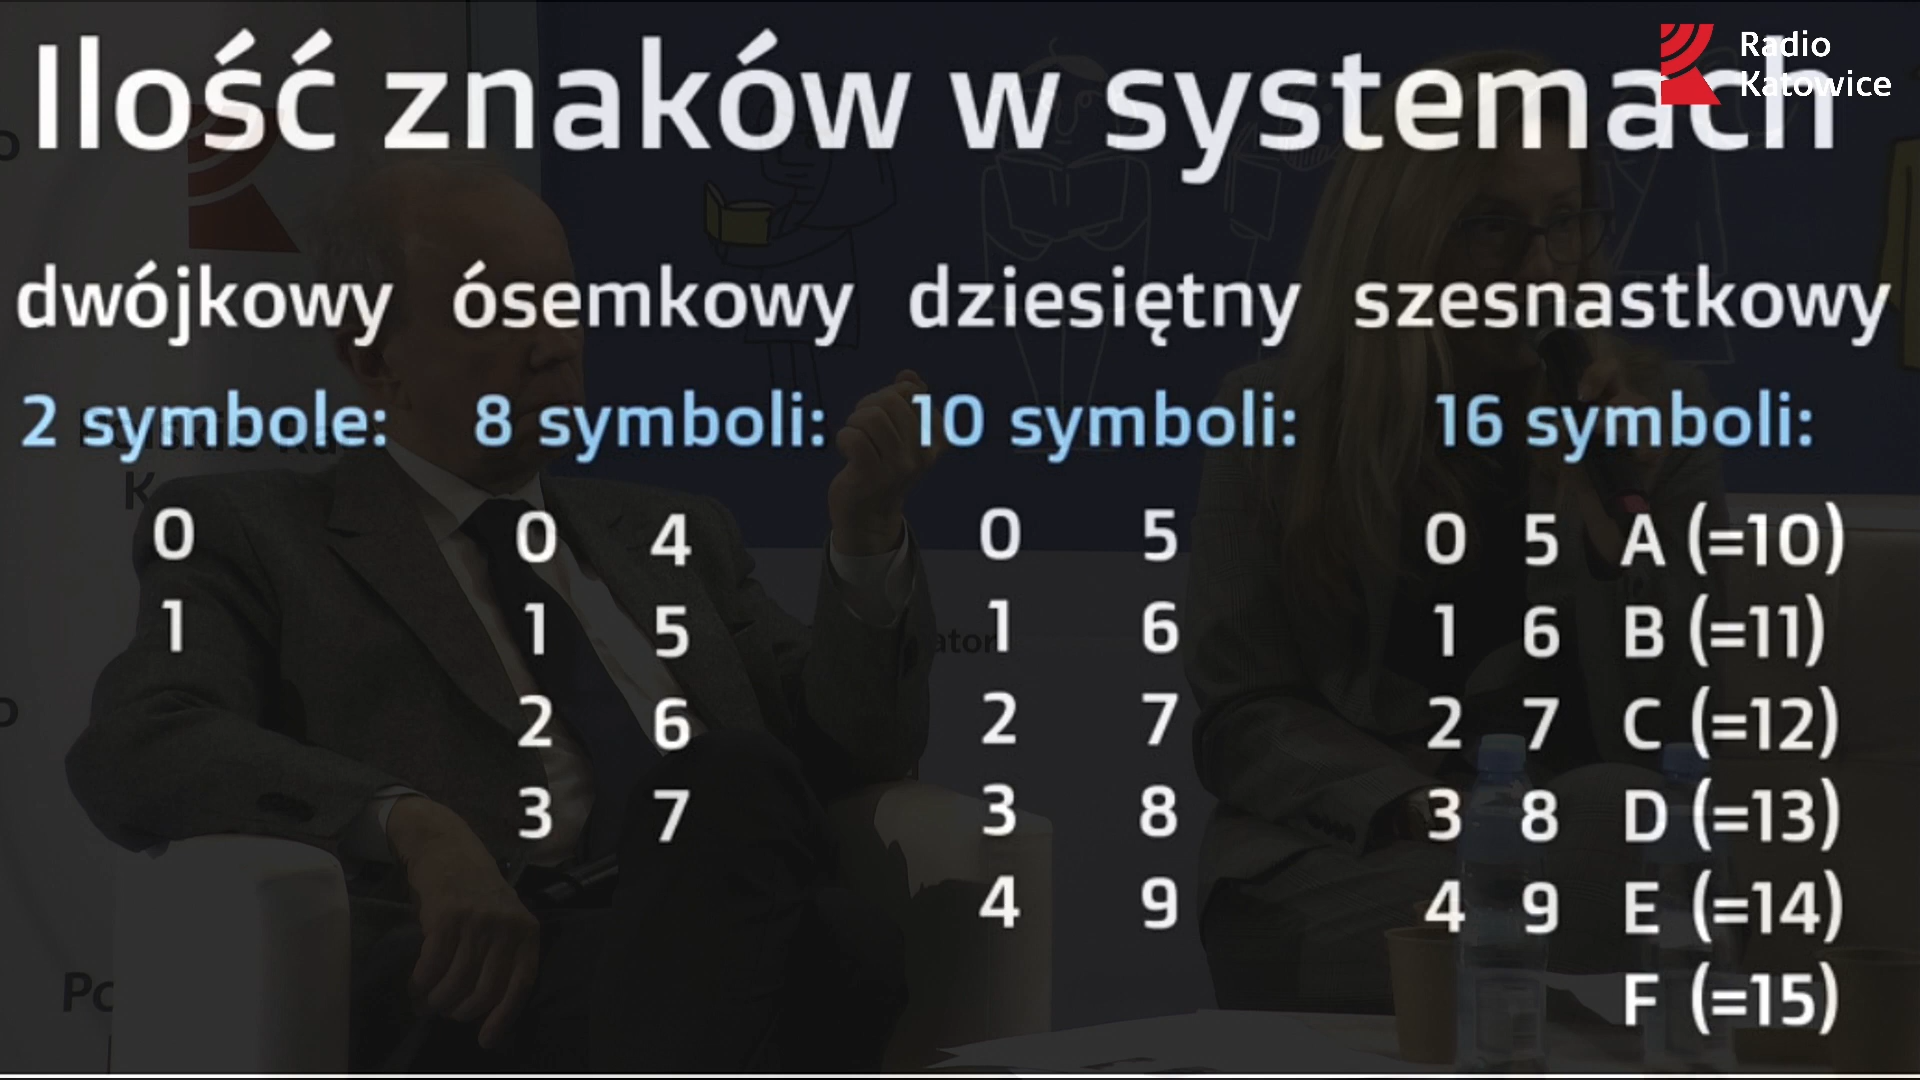 Radio
Katowice
Ilość znaków w systemach
dwójkowy ósemkowy dziesiętny szesnastkowy
2 symbole: 8 symboli: 10 symboli: 16 symboli:
0 0 4 0 5 0 5 A (=10)
1 1 5 1 6 1 6 B (=11)
2 6 2 7 2 7 C (=12)
3 7 3 8 3 8 D (=13)
4 9 4 9 E (=14)
F (=15)